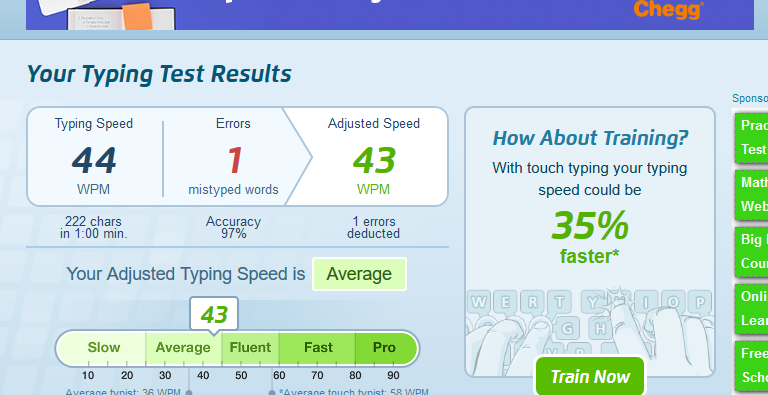 Chegg
Your Typing Test Results
Typing Speed
44
WPM
Errors
1
mistyped words
Adjusted Speed
43
WPM
222 chars
in 1:00 min.
Accuracy
97%
1 errors
deducted
Your Adjusted Typing Speed is Average
43
Slow Average Fluent Fast Pro
10 20 30 40 50 60 70 80 90
Average typist: 36 WPM
*Average touch typist: 58 WPM
How About Training?
With touch typing your typing
speed could be
35%
faster*
W E R T Y I O P
G H
Train Now
Sponso
Prac
Test
Math
Web
Big
Cour
Onli
Lear
Free
Scho